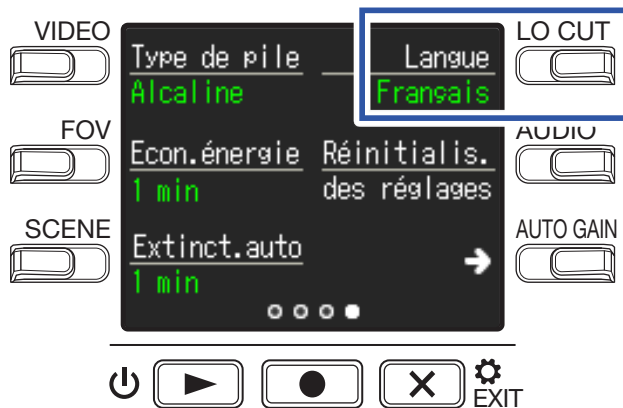 VIDEO
LO CUT
Type de pile
Langue
Alcaline
Français
FOV
AUDIO
Econ.énergie
Réinitialis.
1 min
des réglages
SCENE
AUTO GAIN
Extinct.auto
1 min
EXIT